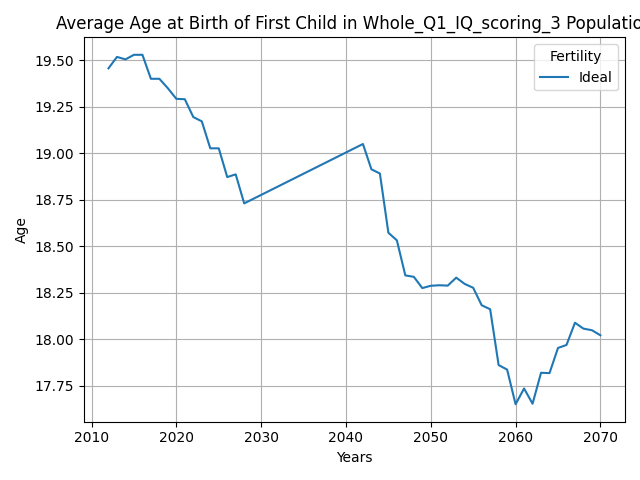 Average Age at Birth of First Child in Whole_Q1_IQ_scoring_3 Populatio
Fertility
Ideal
19.50
19.25
19.00
18.75
18.50
18.25
18.00
17.75
Age
2010 2020 2030 2040 2050 2060 2070
Years